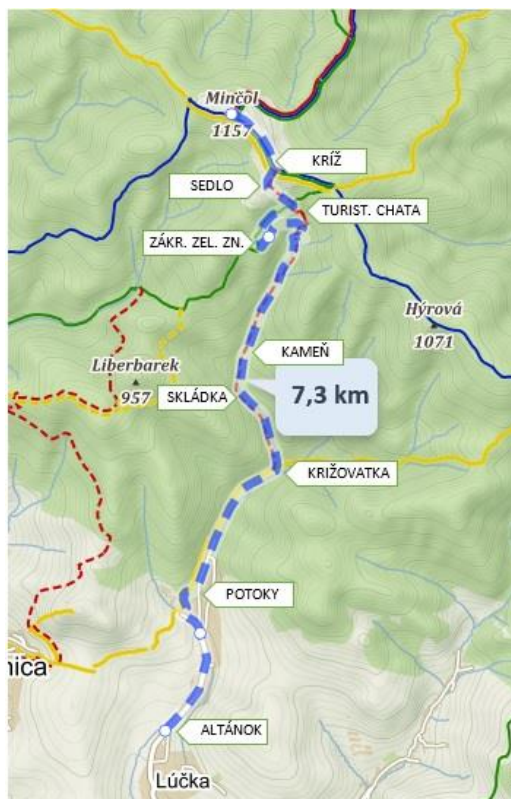 Minčol
1157
KRÍŽ
SEDLO
TURIST. CHATA
ZÁKR. ZEL. ZN.
Hýrová
1071
KAMEŇ
Liberbarek
957
SKLÁDKA
7,3 km
KRIŽOVATKA
POTOKY
nica
ALTÁNOK
Lúčka